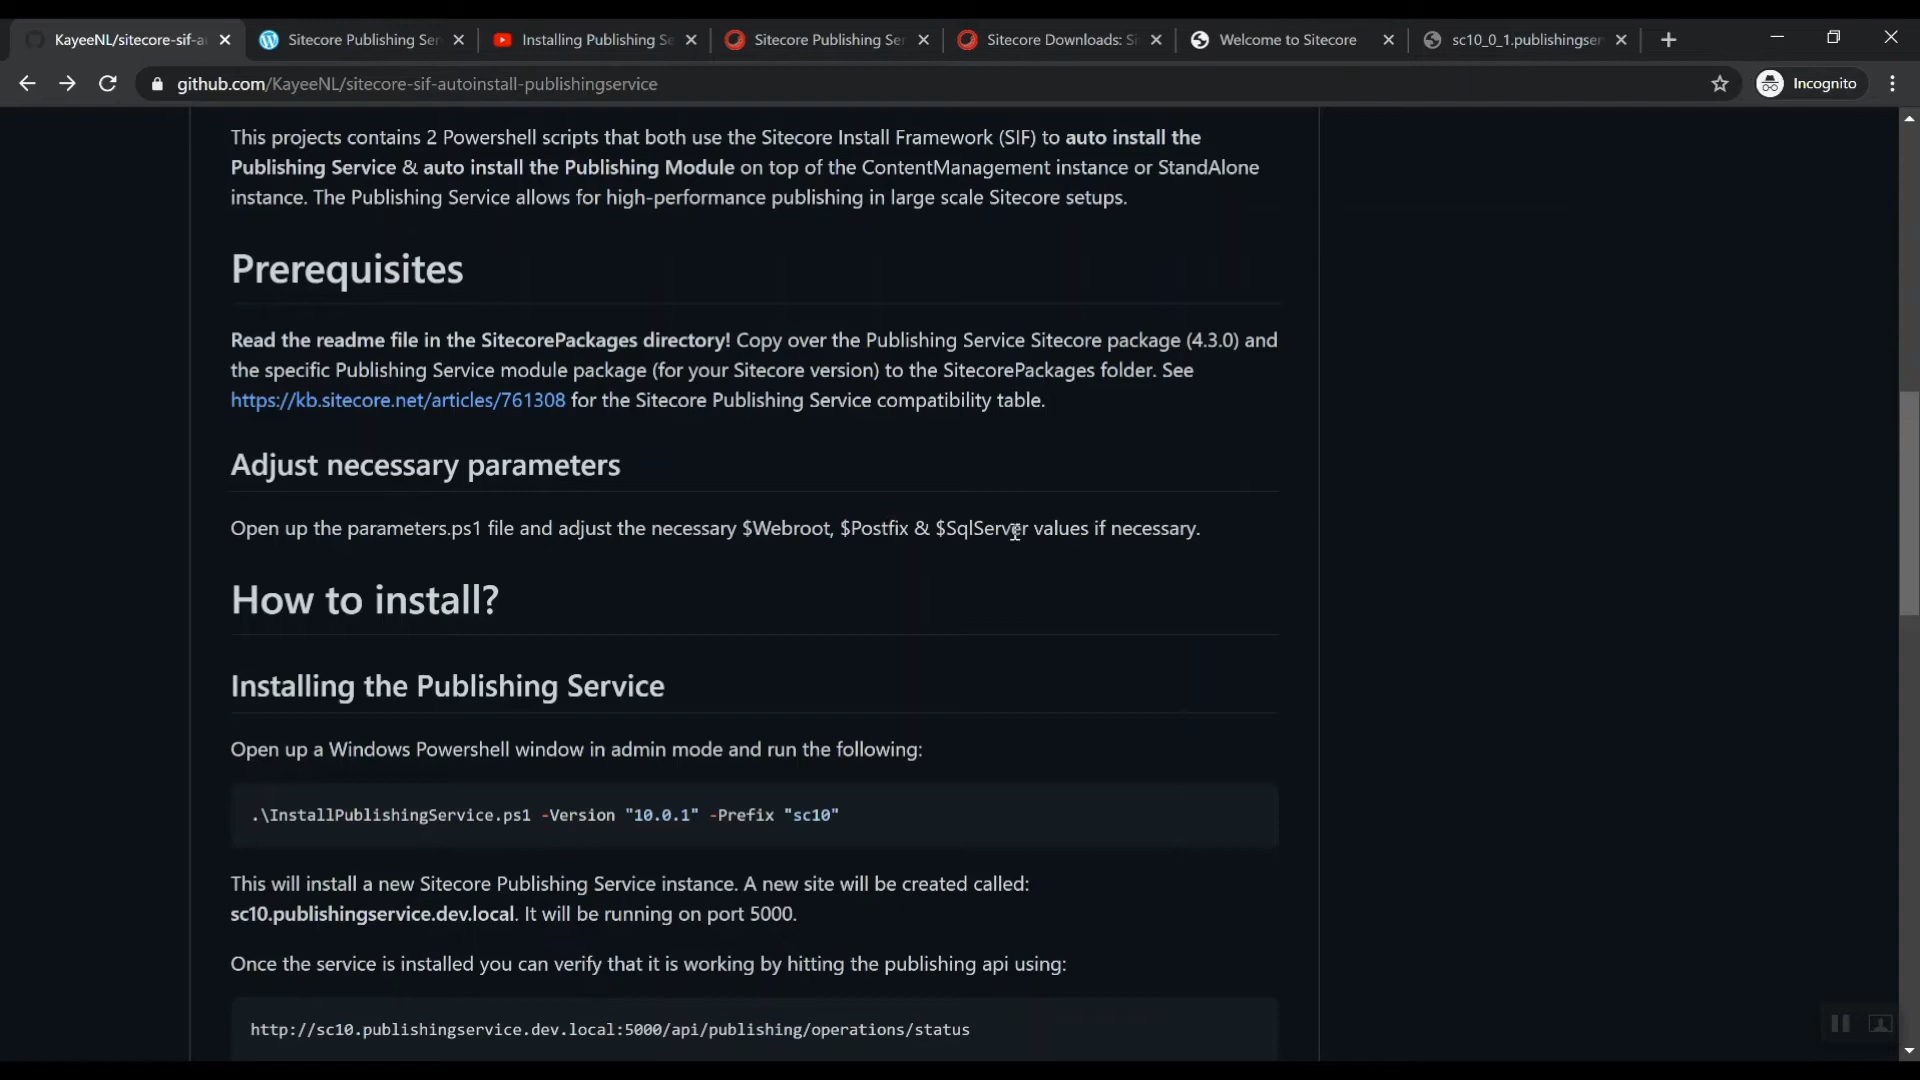 KayeeNL/sitecore-sif-au
Sitecore Publishing Ser
Installing Publishing Se
Sitecore Publishing Ser
Sitecore Downloads: Si
Welcome to Sitecore
sc10_0_1.publishingser
github.com/KayeeNL/sitecore-sif-autoinstall-publishingservice
Incognito
This projects contains 2 Powershell scripts that both use the Sitecore Install Framework (SIF) to auto install the
Publishing Service & auto install the Publishing Module on top of the ContentManagement instance or StandAlone
instance. The Publishing Service allows for high-performance publishing in large scale Sitecore setups.
Prerequisites
Read the readme file in the SitecorePackages directory! Copy over the Publishing Service Sitecore package (4.3.0) and
the specific Publishing Service module package (for your Sitecore version) to the SitecorePackages folder. See
https://kb.sitecore.net/articles/761308 for the Sitecore Publishing Service compatibility table.
Adjust necessary parameters
Open up the parameters.ps1 file and adjust the necessary $Webroot, $Postfix & $SqlServer values if necessary.
How to install?
Installing the Publishing Service
Open up a Windows Powershell window in admin mode and run the following:
.\InstallPublishingService.ps1 -Version "10.0.1" -Prefix "sc10"
This will install a new Sitecore Publishing Service instance. A new site will be created called:
sc10.publishingservice.dev.local. It will be running on port 5000.
Once the service is installed you can verify that it is working by hitting the publishing api using:
http://sc10.publishingservice.dev.local:5000/api/publishing/operations/status